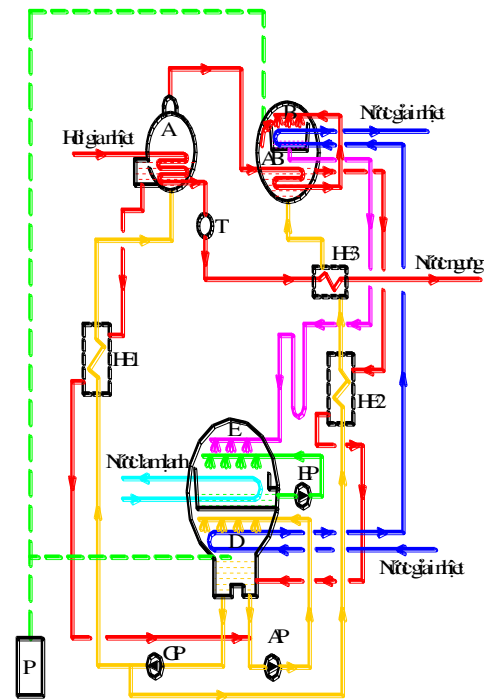 B
A
Nước giải nhiệt
Hơi gia nhiệt
AB
T
HE3
Nước ngưng
HE1
HE2
E
Nước làm lạnh
EP
D
Nước giải nhiệt
P
GP
AP